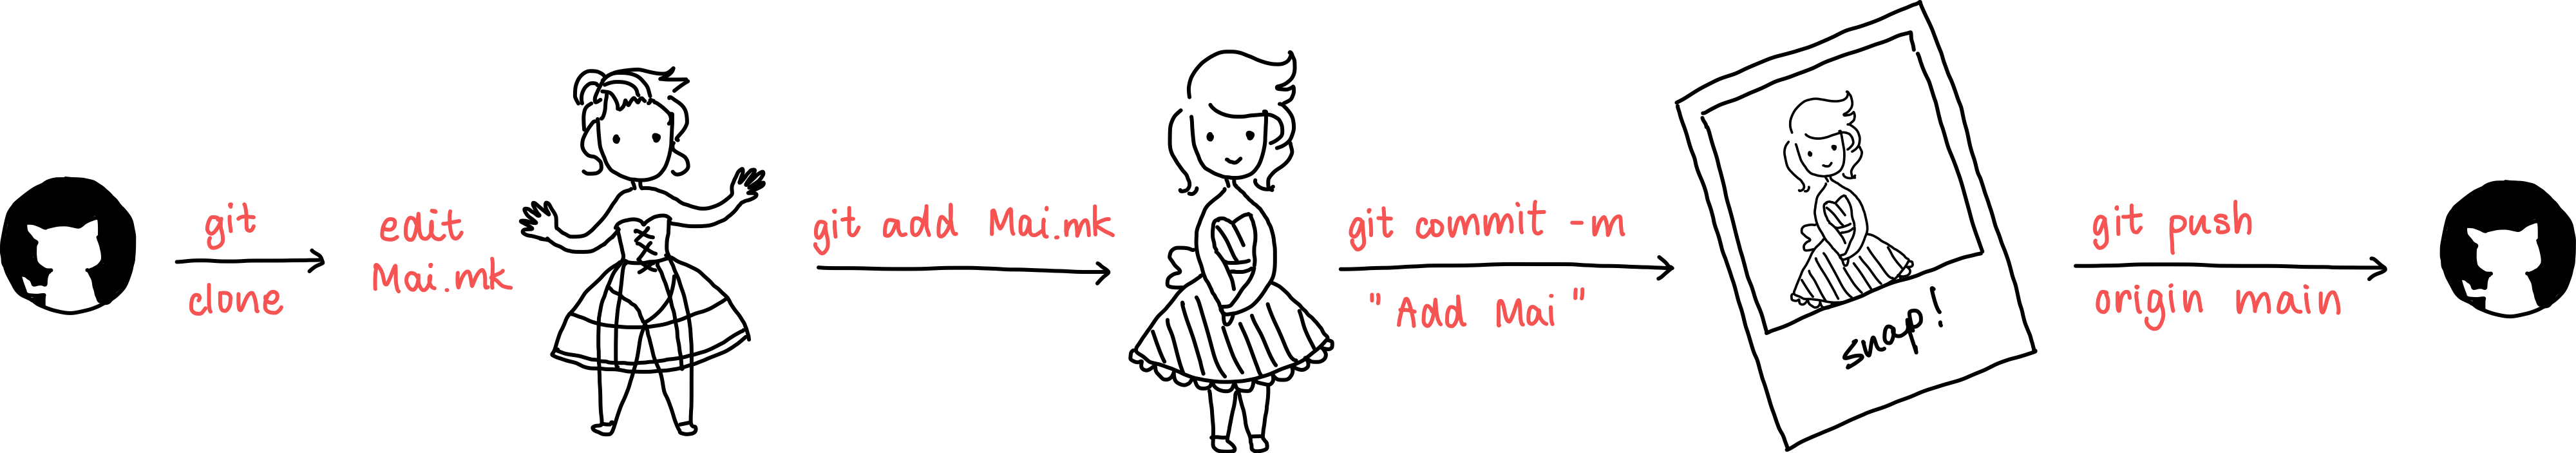 git
clone
edit
Mai.mk
git add Mai.mk
git commit -m
"Add Mai"
snap!
git push
origin main